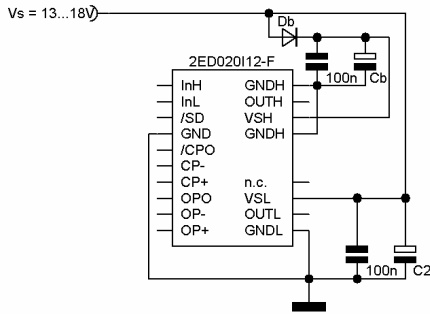 Vs = 13...18V
Db
2ED020I12-F
100n
Cb
InH
GNDH
InL
OUTH
/SD
VSH
GND
GNDH
/CPO
CP-
CP+
n.c.
OPO
VSL
OP-
OUTL
OP+
GNDL
100n
C2